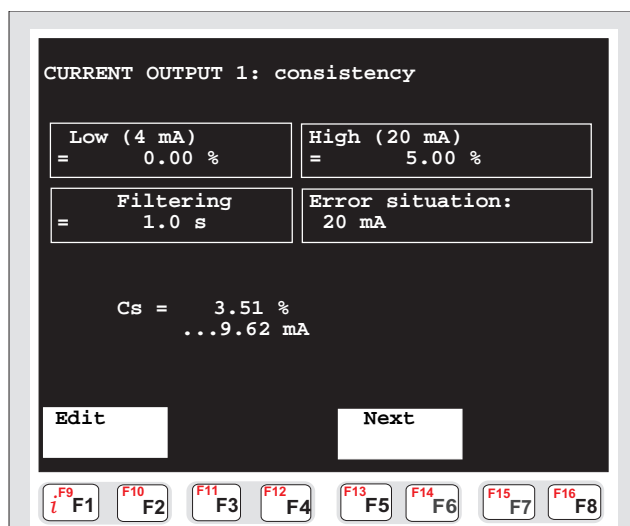 CURRENT OUTPUT 1: consistency
Low (4 mA) High (20 mA)
= 0.00 % = 5.00 %
Filtering Error situation:
= 1.0 s 20 mA
Cs = 3.51 %
...9.62 mA
Edit Next
F9 F10 F11 F12 F13 F14 F15 F16
i F1 F2 F3 F4 F5 F6 F7 F8